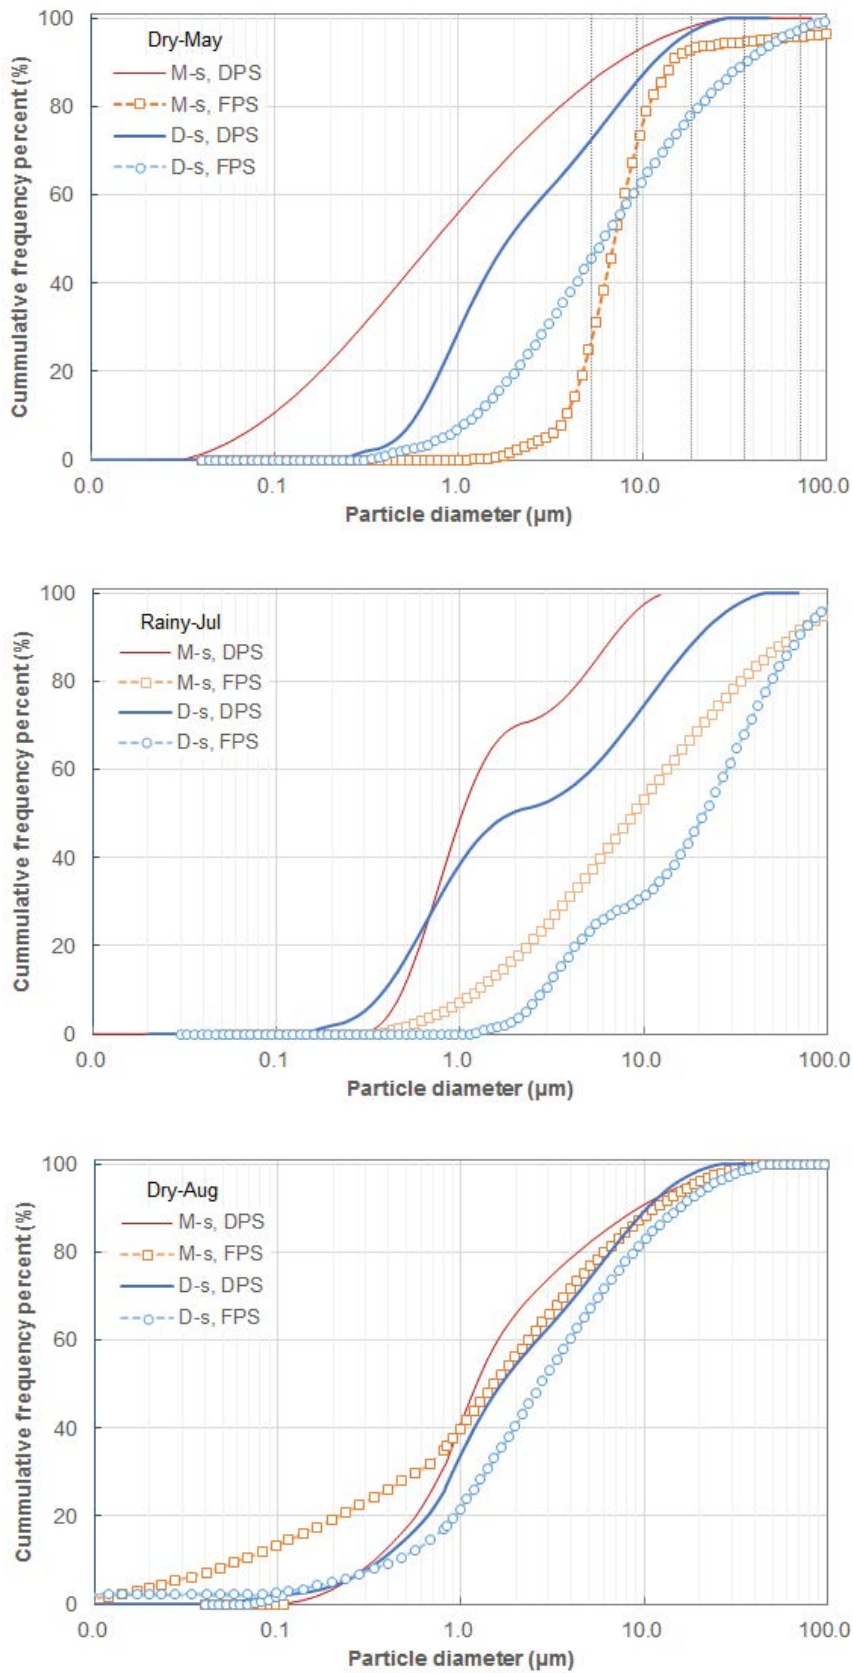 Dry-May
M-s, DPS
M-s, FPS
D-s, DPS
D-s, FPS
Cummulative frequency percent (%)
100
80
60
40
20
0
0.0 0.1 1.0 10.0 100.0
Particle diameter (µm)
Rainy-Jul
M-s, DPS
M-s, FPS
D-s, DPS
D-s, FPS
Cummulative frequency percent (%)
100
80
60
40
20
0
0.0 0.1 1.0 10.0 100.0
Particle diameter (µm)
Dry-Aug
M-s, DPS
M-s, FPS
D-s, DPS
D-s, FPS
Cummulative frequency percent (%)
100
80
60
40
20
0
0.0 0.1 1.0 10.0 100.0
Particle diameter (µm)